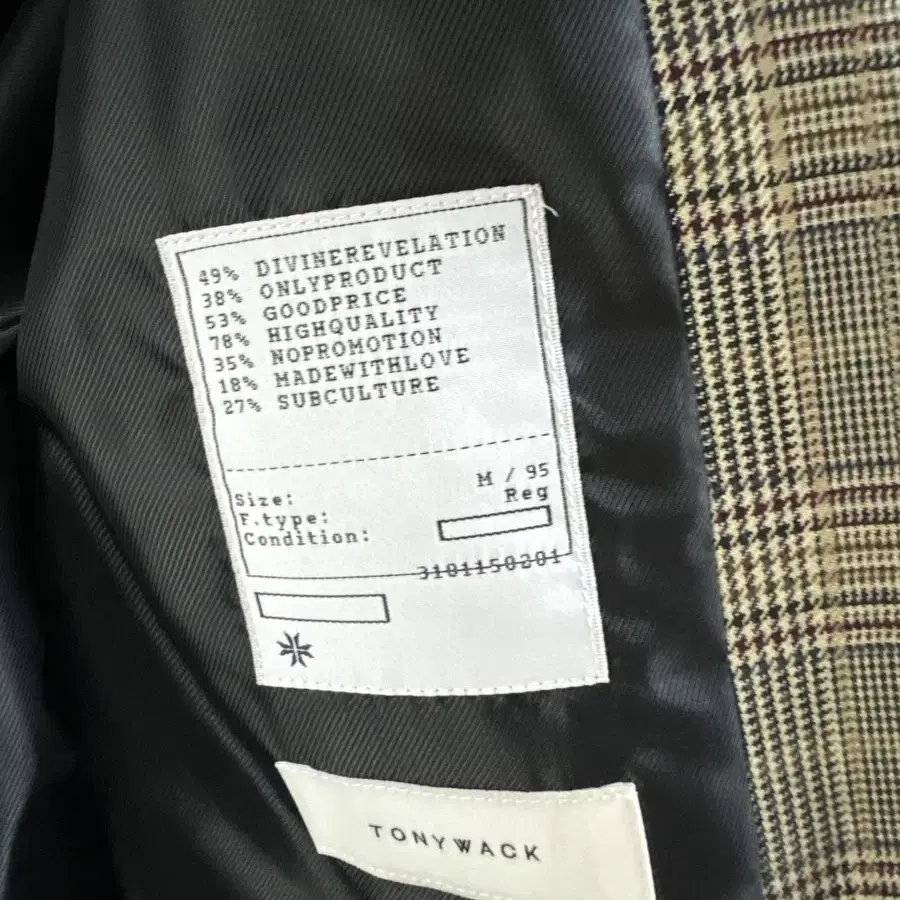 49% DIVINEREVELATION
38% ONLYPRODUCT
53% GOODPRICE
78% HIGHQUALITY
35% NOPROMOTION
18% MADEWITHLOVE
27% SUBCULTURE
Size: M / 95
F.type: Reg
Condition:
3101150201
TONYWACK